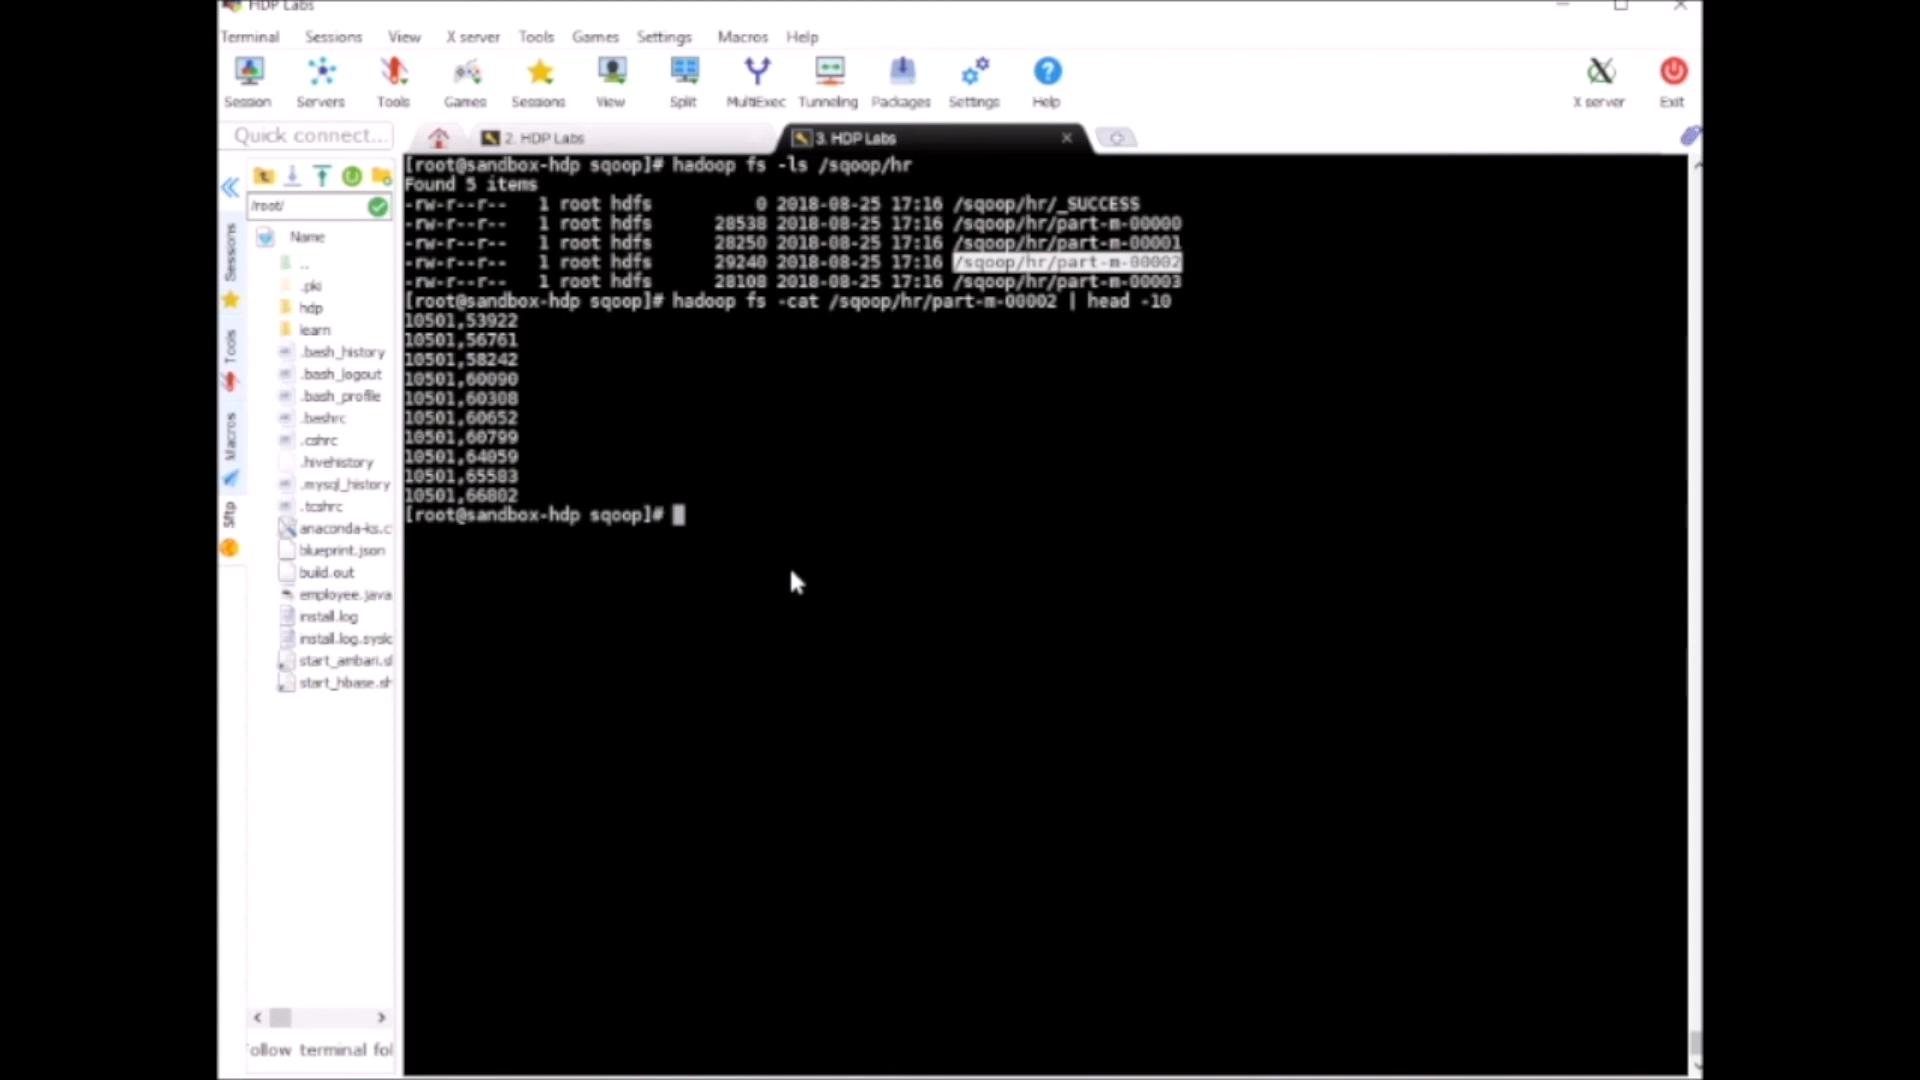 HDP Labs
Terminal Sessions View X server Tools Games Settings Macros Help
Session Servers Tools Games Sessions View Split MultiExec Tunneling Packages Settings Help X server Exit
Quick connect...
2. HDP Labs
3. HDP Labs
/root/
Name
..
.pki
hdp
learn
.bash_history
.bash_logout
.bash_profile
.bashrc
.cshrc
.hivehistory
.mysql_history
.tcshrc
anaconda-ks.c
blueprint.json
build.out
employee.java
install.log
install.log.syslc
start_ambari.sl
start_hbase.sh
ollow terminal fol
Sessions
Tools
Macros
Sftp
[root@sandbox-hdp sqoop]# hadoop fs -ls /sqoop/hr
Found 5 items
-rw-r--r-- 1 root hdfs 0 2018-08-25 17:16 /sqoop/hr/_SUCCESS
-rw-r--r-- 1 root hdfs 28538 2018-08-25 17:16 /sqoop/hr/part-m-00000
-rw-r--r-- 1 root hdfs 28250 2018-08-25 17:16 /sqoop/hr/part-m-00001
-rw-r--r-- 1 root hdfs 29240 2018-08-25 17:16 /sqoop/hr/part-m-00002
-rw-r--r-- 1 root hdfs 28108 2018-08-25 17:16 /sqoop/hr/part-m-00003
[root@sandbox-hdp sqoop]# hadoop fs -cat /sqoop/hr/part-m-00002 | head -10
10501,53922
10501,56761
10501,58242
10501,60090
10501,60308
10501,60652
10501,60799
10501,64059
10501,65583
10501,66802
[root@sandbox-hdp sqoop]#